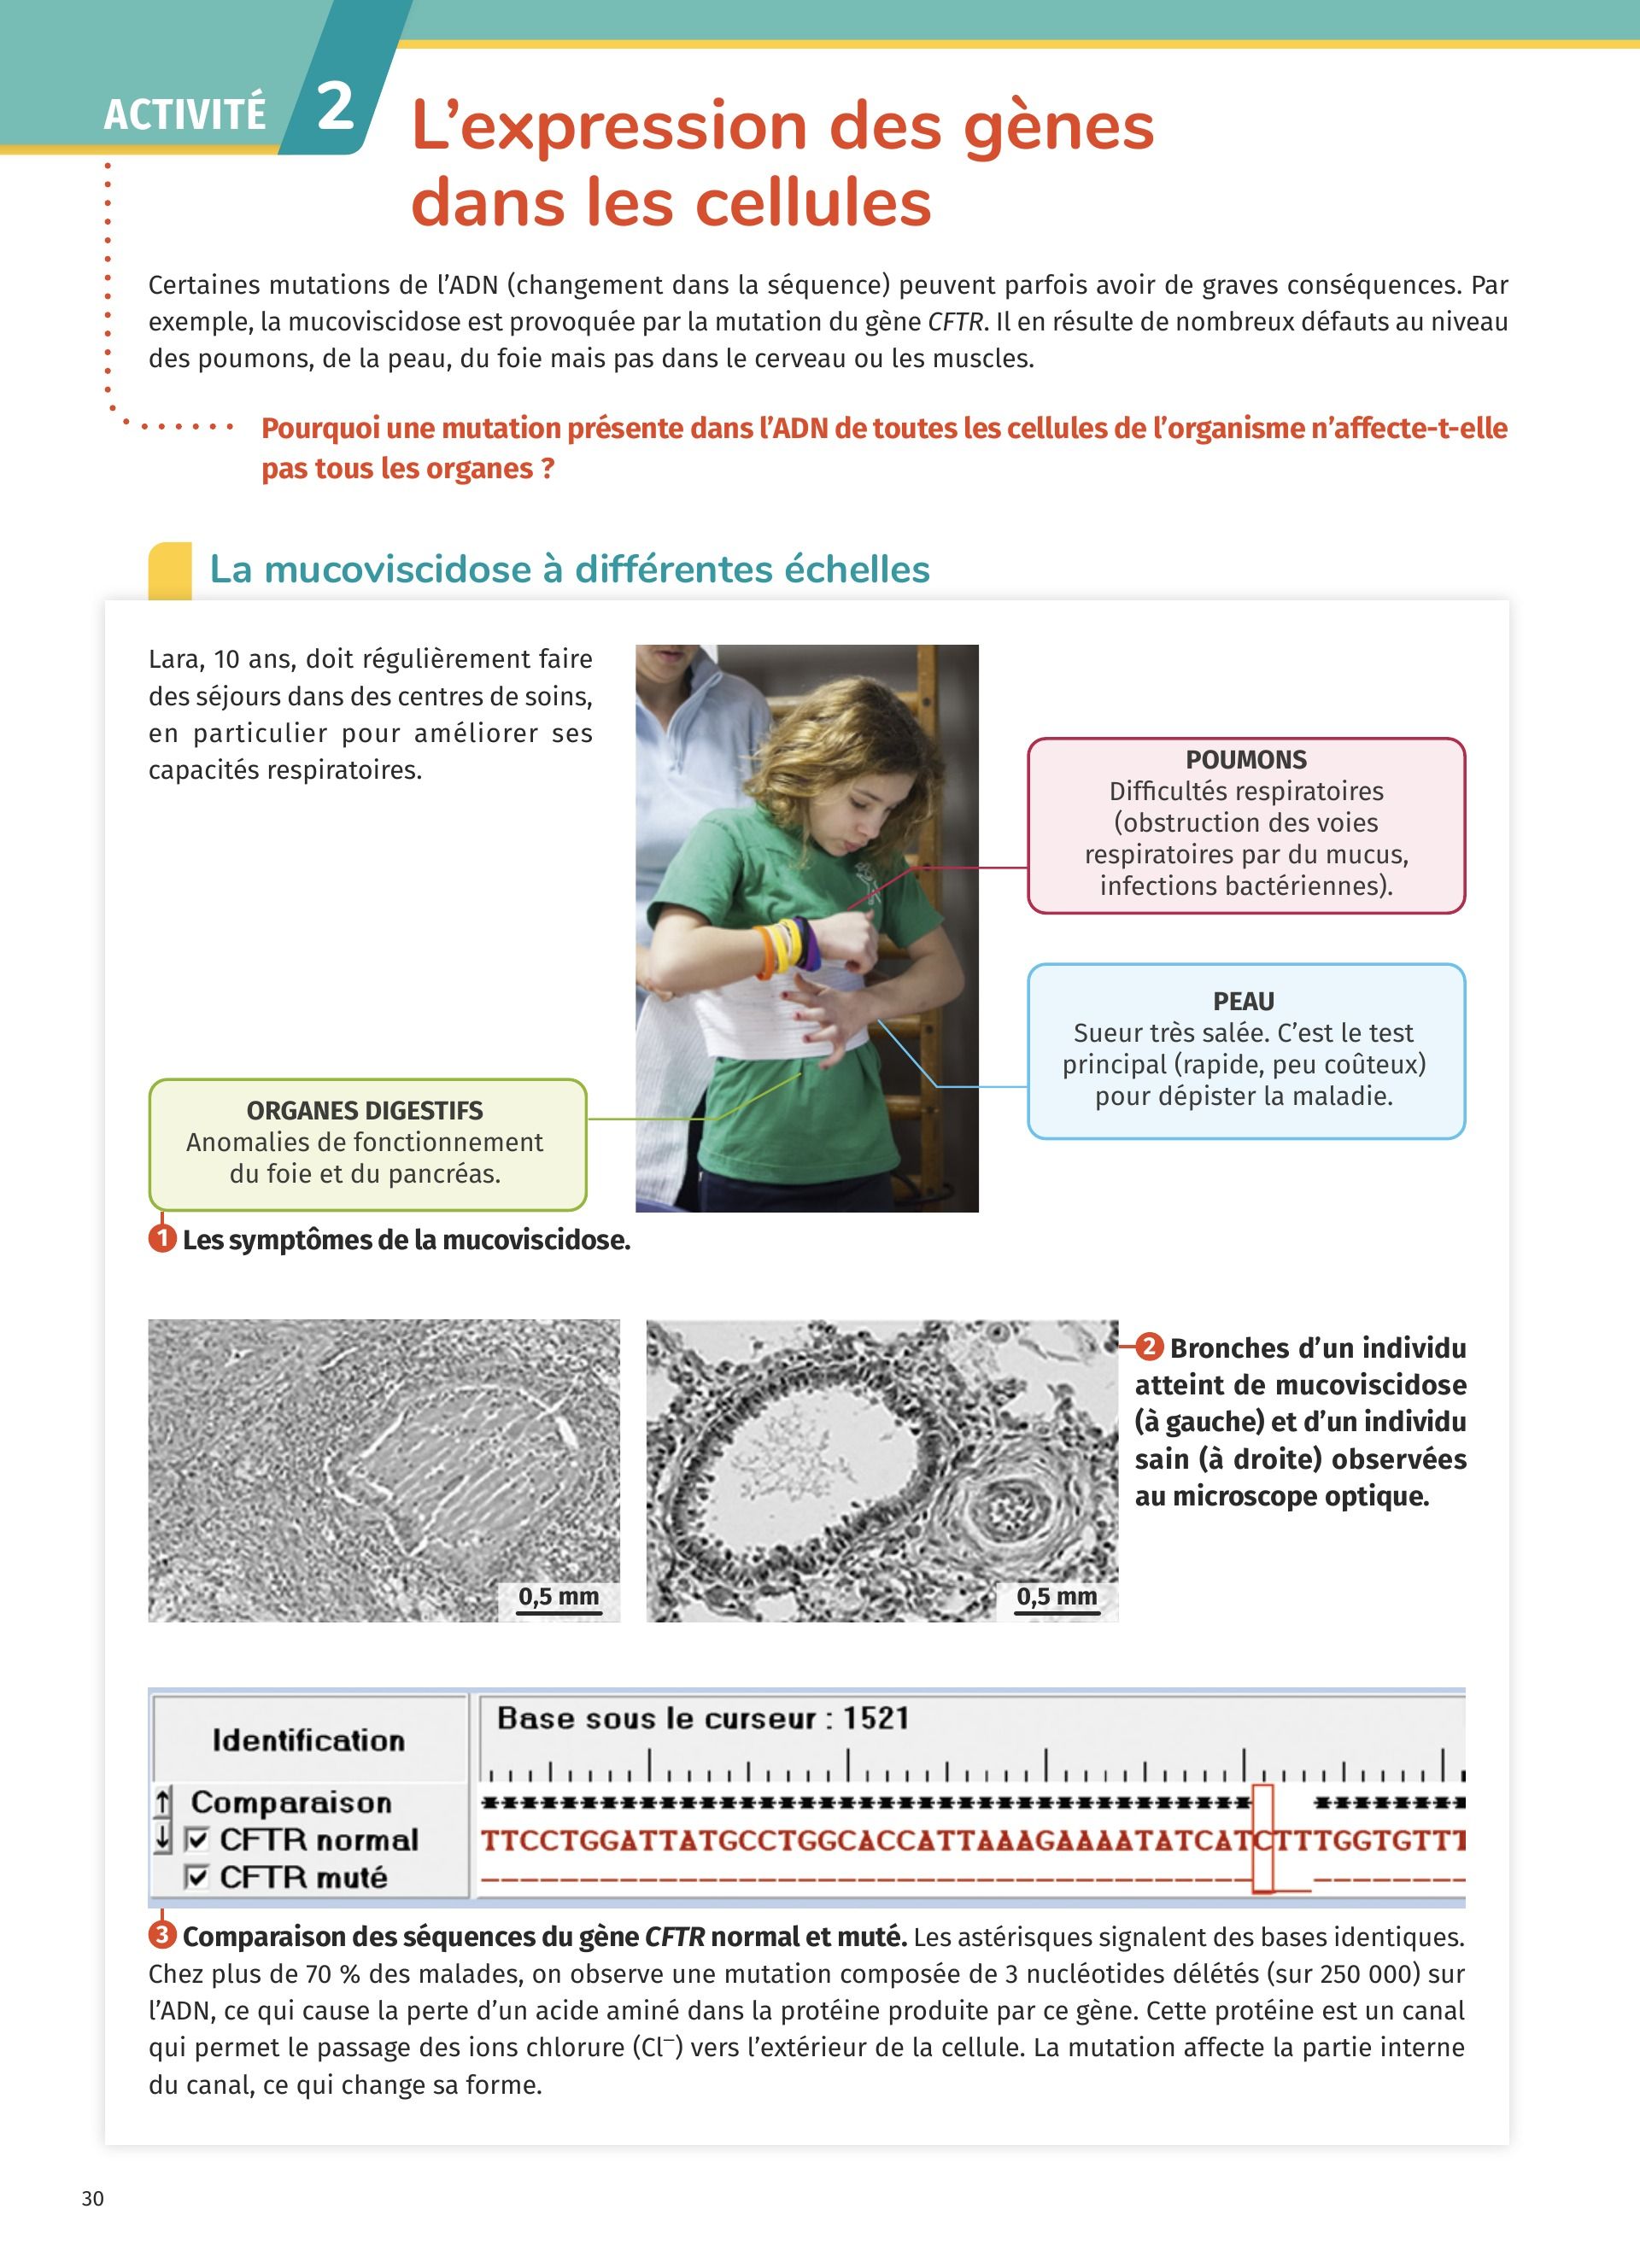 ACTIVITÉ 2
L'expression des gènes
dans les cellules
Certaines mutations de l'ADN (changement dans la séquence) peuvent parfois avoir de graves conséquences. Par
exemple, la mucoviscidose est provoquée par la mutation du gène CFTR. Il en résulte de nombreux défauts au niveau
des poumons, de la peau, du foie mais pas dans le cerveau ou les muscles.
Pourquoi une mutation présente dans l'ADN de toutes les cellules de l'organisme n'affecte-t-elle
pas tous les organes ?
La mucoviscidose à différentes échelles
Lara, 10 ans, doit régulièrement faire
des séjours dans des centres de soins,
en particulier pour améliorer ses
capacités respiratoires.
POUMONS
Difficultés respiratoires
(obstruction des voies
respiratoires par du mucus,
infections bactériennes).
PEAU
Sueur très salée. C'est le test
principal (rapide, peu coûteux)
pour dépister la maladie.
ORGANES DIGESTIFS
Anomalies de fonctionnement
du foie et du pancréas.
1 Les symptômes de la mucoviscidose.
0,5 mm
0,5 mm
2 Bronches d'un individu
atteint de mucoviscidose
(à gauche) et d'un individu
sain (à droite) observées
au microscope optique.
Identification
Base sous le curseur : 1521
Comparaison
CFTR normal
TTCCTGGATTATGCCTGGCACCATTAAAGAAAATATCATCTTTGGTGTTT
CFTR muté
3 Comparaison des séquences du gène CFTR normal et muté. Les astérisques signalent des bases identiques.
Chez plus de 70 % des malades, on observe une mutation composée de 3 nucléotides délétés (sur 250 000) sur
l'ADN, ce qui cause la perte d'un acide aminé dans la protéine produite par ce gène. Cette protéine est un canal
qui permet le passage des ions chlorure (Cl⁻) vers l'extérieur de la cellule. La mutation affecte la partie interne
du canal, ce qui change sa forme.
30